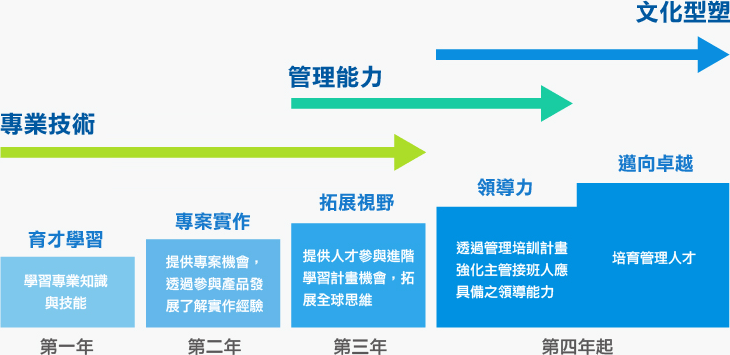 文化型塑
管理能力
專業技術
邁向卓越
領導力
拓展視野
專案實作
育才學習
學習專業知識
與技能
提供專案機會，
透過參與產品發
展了解實作經驗
提供人才參與進階
學習計畫機會，拓
展全球思維
透過管理培訓計畫
強化主管接班人應
具備之領導能力
培育管理人才
第一年
第二年
第三年
第四年起